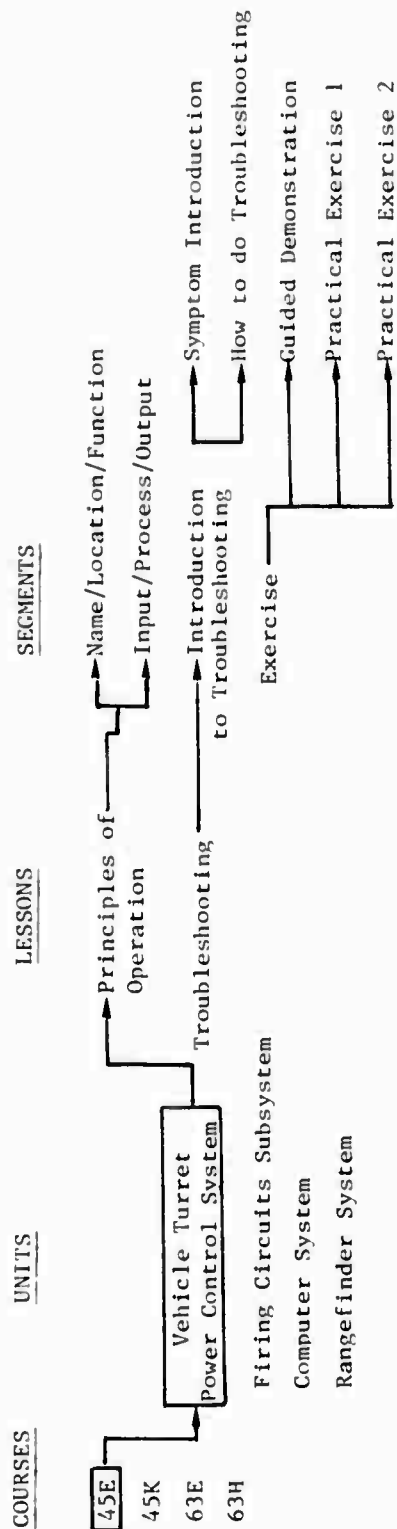 COURSES
UNITS
LESSONS
SEGMENTS
45E
45K
63E
63H
Vehicle Turret
Power Control System
Firing Circuits Subsystem
Computer System
Rangefinder System
Principles of
Operation
Troubleshooting
Name/Location/Function
Input/Process/Output
Introduction
to Troubleshooting
Exercise
Symptom Introduction
How to do Troubleshooting
Guided Demonstration
Practical Exercise 1
Practical Exercise 2